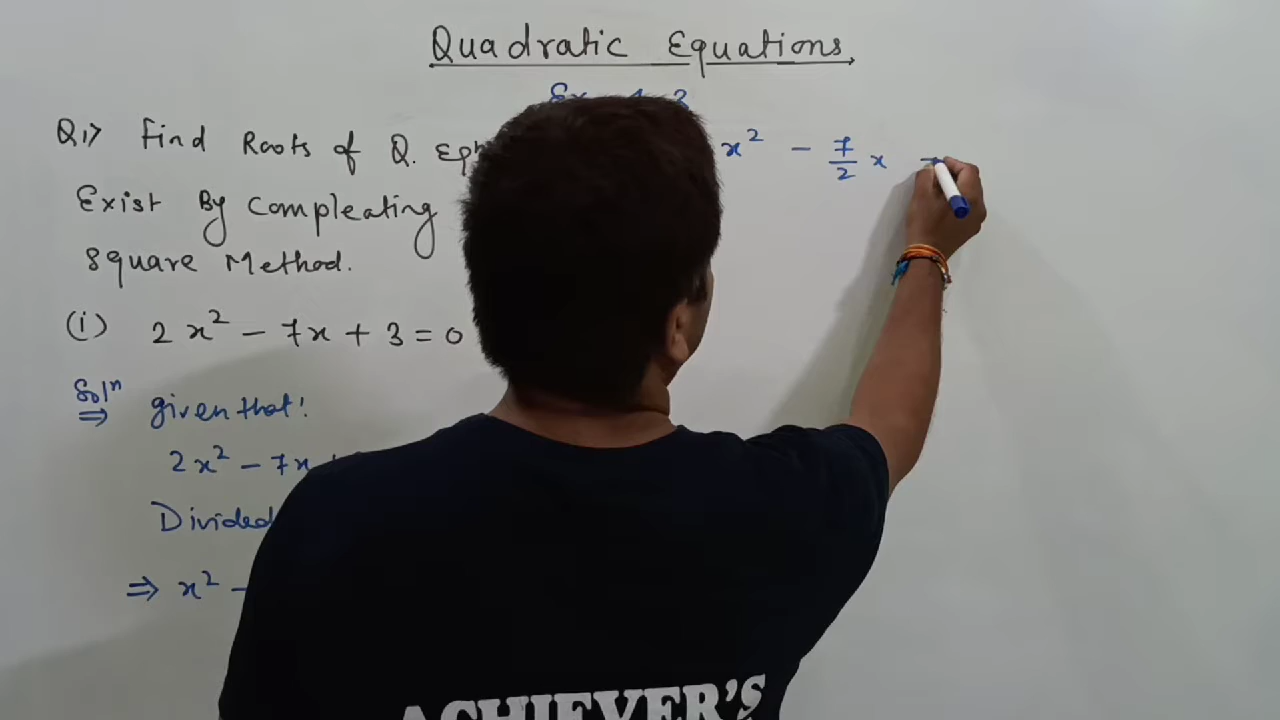 Quadratic Equations
Q.1> Find Roots of Q. Eqn
Exist By Compleating
Square Method.
(i) 2x² - 7x + 3 = 0
Solⁿ
⇒ given that!
2x² - 7x
Divided
⇒ x² -
x² - 7/2 x
ACHIEVER'S